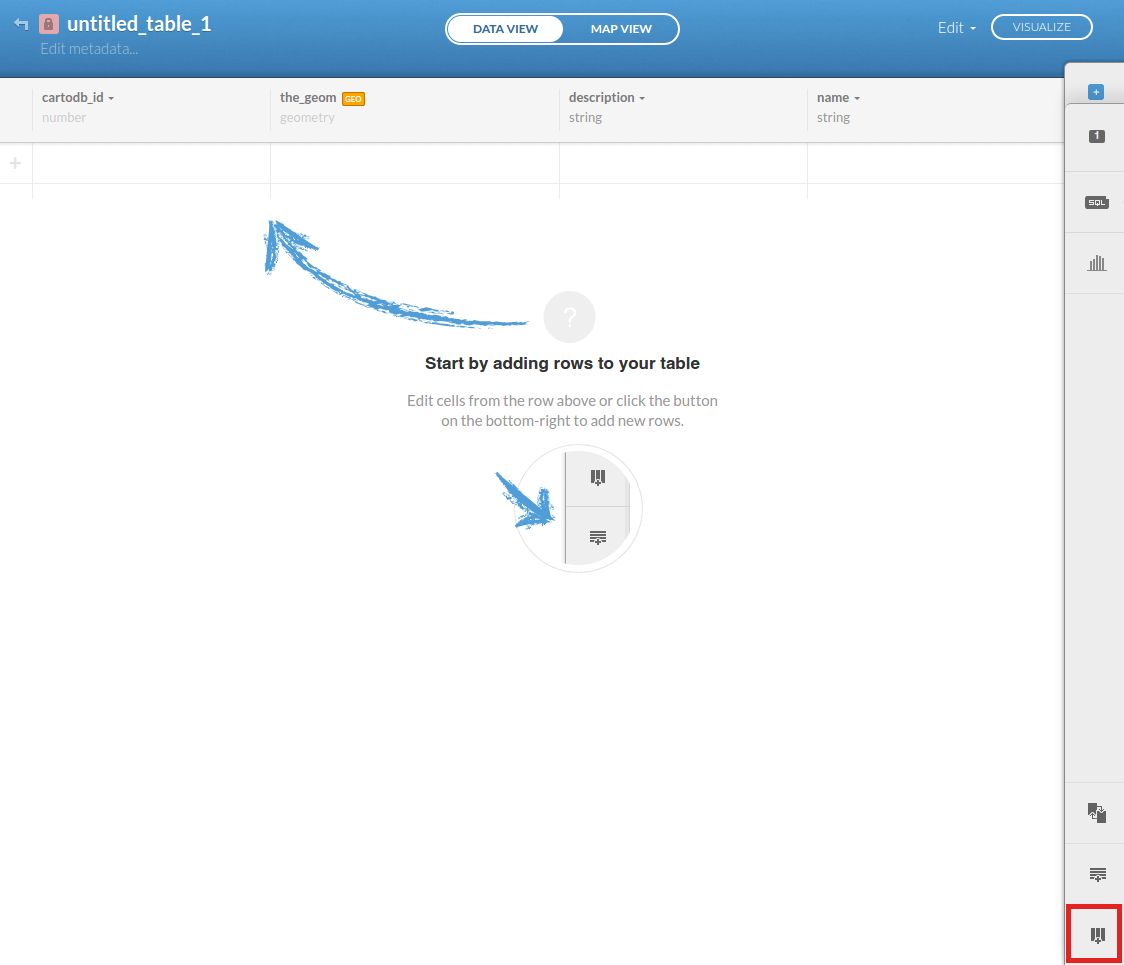 untitled_table_1
Edit metadata...
DATA VIEW
MAP VIEW
Edit
VISUALIZE
cartodb_id
number
the_geom GEO
geometry
description
string
name
string
+
+
1
SQL
?
Start by adding rows to your table
Edit cells from the row above or click the button
on the bottom-right to add new rows.